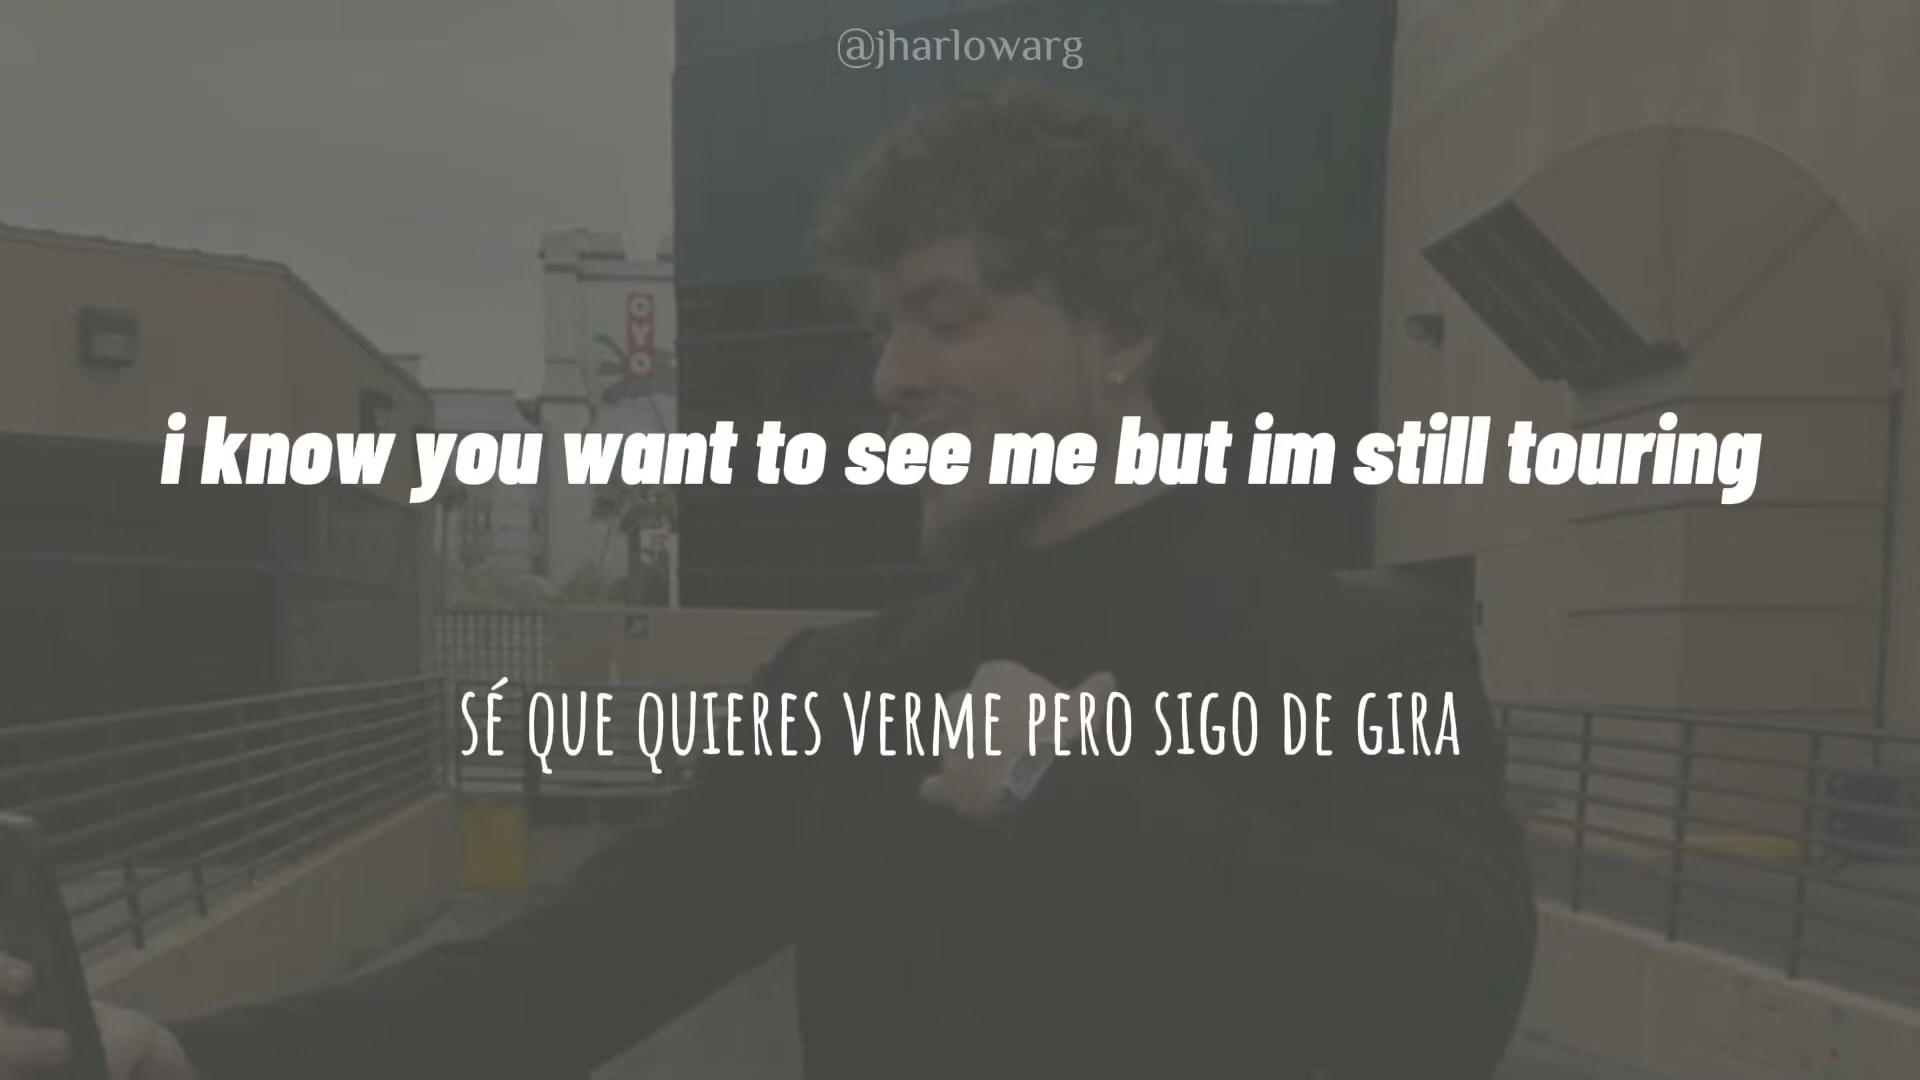 @jharlowarg
OYO
i know you want to see me but im still touring
SÉ QUE QUIERES VERME PERO SIGO DE GIRA